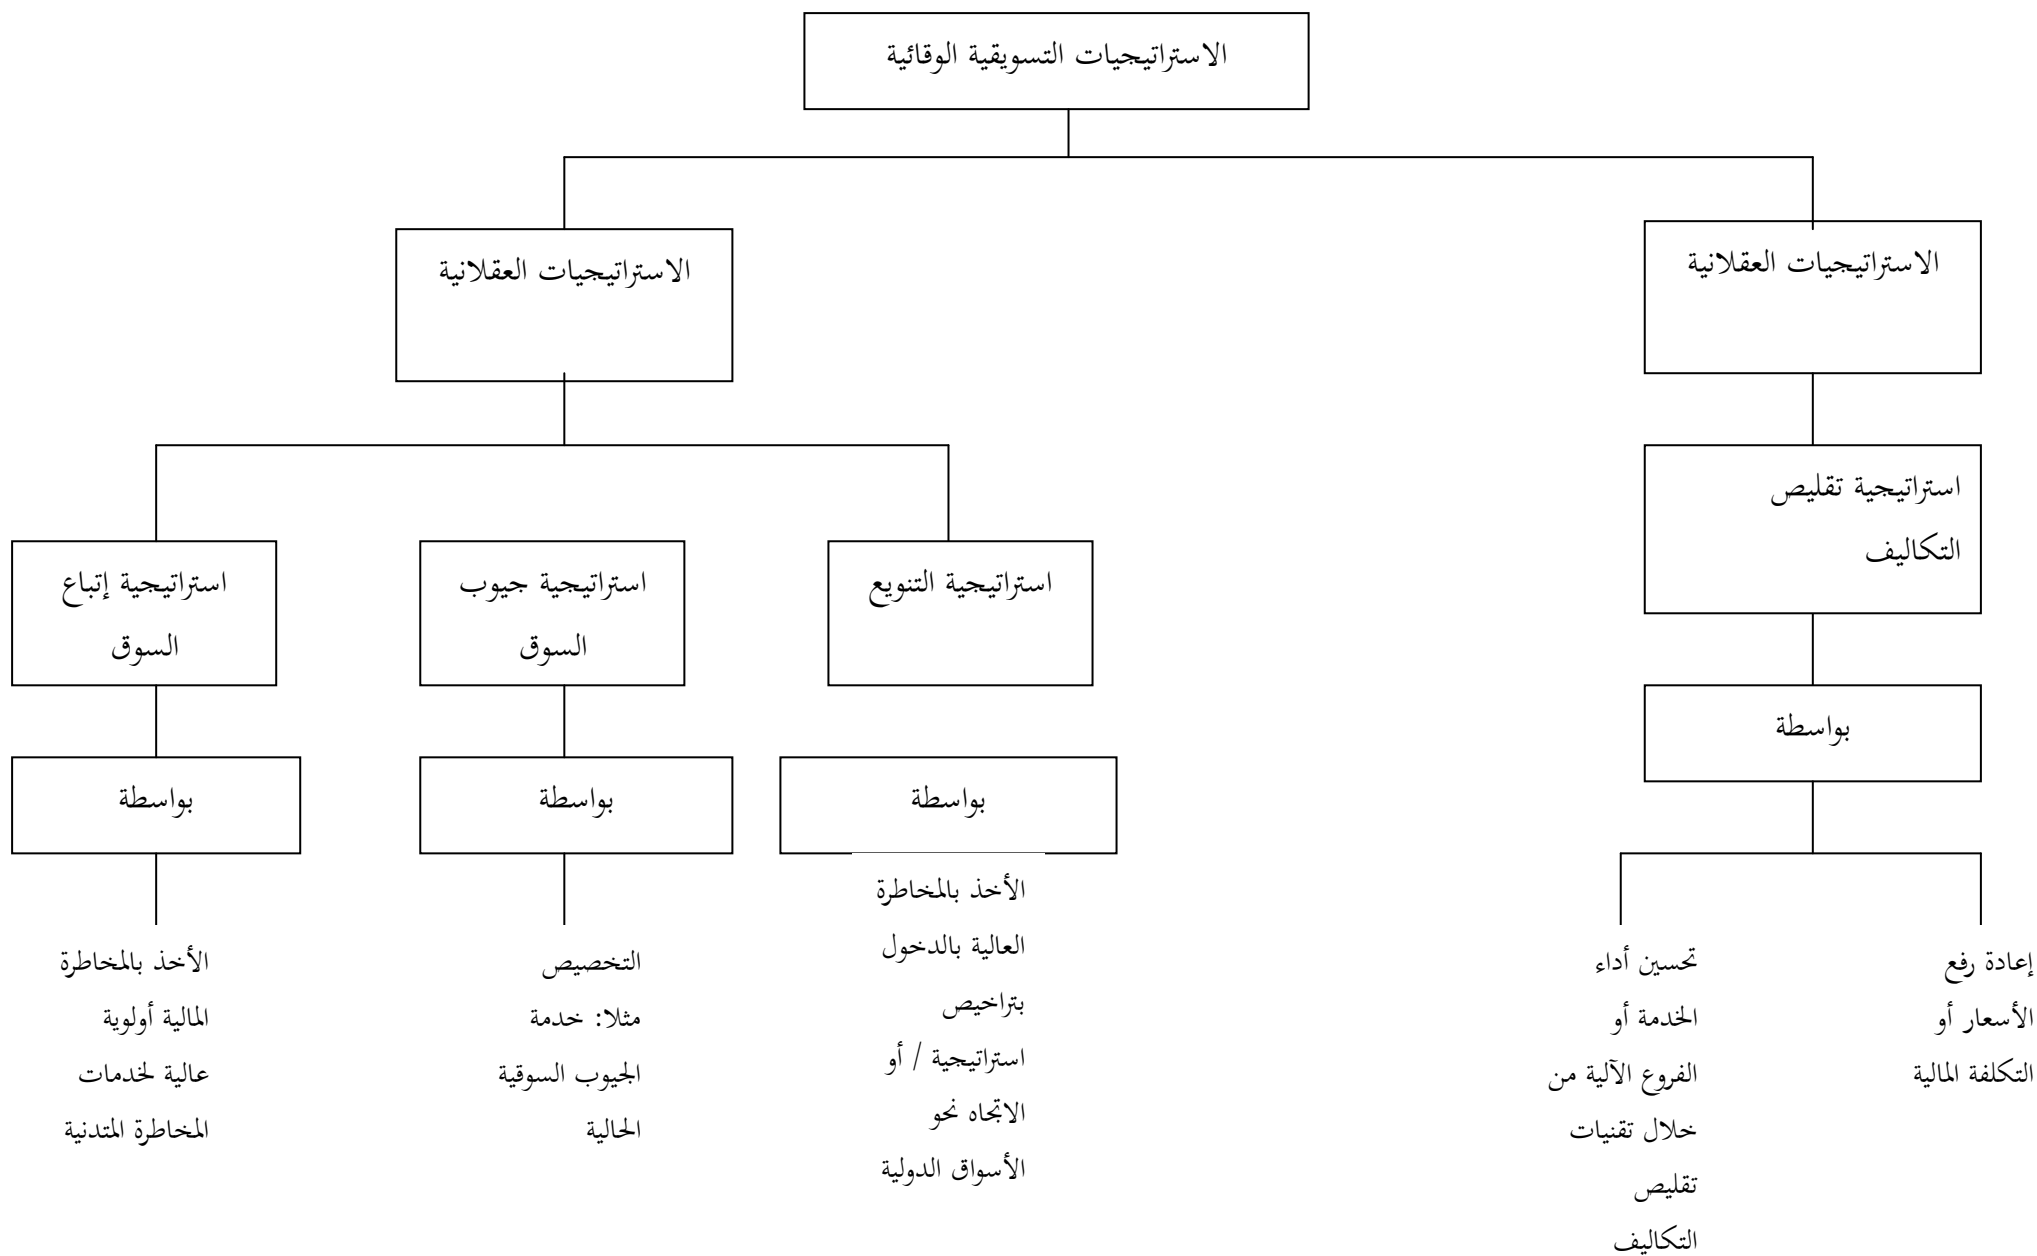 الاستراتيجيات التسويقية الوقائية
الاستراتيجيات العقلانية
الاستراتيجيات العقلانية
استراتيجية تقليص
التكاليف
استراتيجية التنويع
استراتيجية جيوب
السوق
استراتيجية إتباع
السوق
بواسطة
بواسطة
بواسطة
بواسطة
إعادة رفع
الأسعار أو
التكلفة المالية
تحسين أداء
الخدمة أو
الفروع الآلية من
خلال تقنيات
تقليص
التكاليف
الأخذ بالمخاطرة
العالية بالدخول
بتراخيص
استراتيجية / أو
الاتجاه نحو
الأسواق الدولية
التخصيص
مثلا: خدمة
الجيوب السوقية
الحالية
الأخذ بالمخاطرة
المالية أولوية
عالية لخدمات
المخاطرة المتدنية